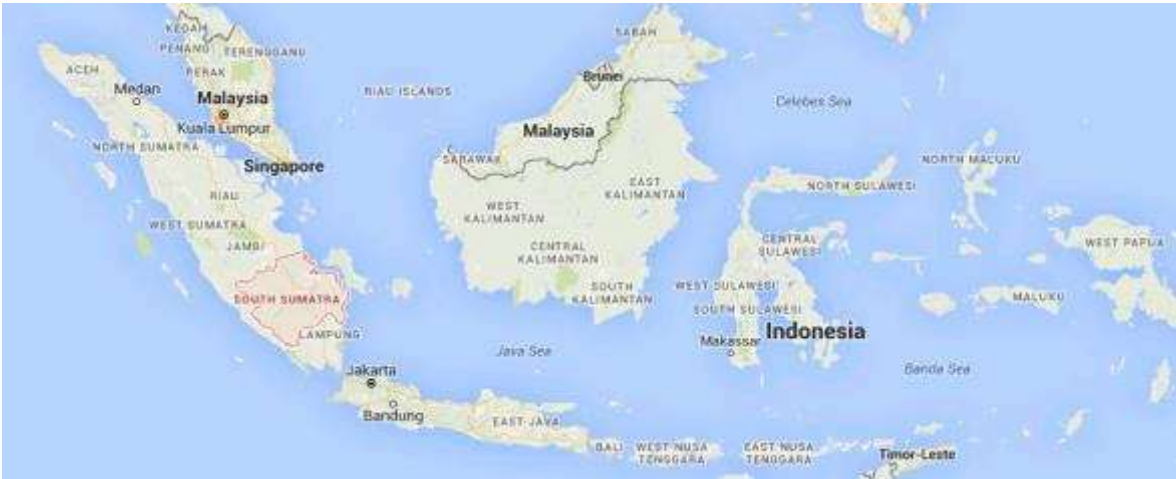 KEDAH
PENANG
TERENGGANU
PERAK
ACEH
Medan
Malaysia
Kuala Lumpur
NORTH SUMATRA
Singapore
RIAU
WEST SUMATRA
JAMBI
SOUTH SUMATRA
LAMPUNG
RIAU ISLANDS
SABAH
Brunei
Malaysia
SARAWAK
WEST
KALIMANTAN
EAST
KALIMANTAN
CENTRAL
KALIMANTAN
SOUTH
KALIMANTAN
Celebes Sea
NORTH MALUKU
NORTH SULAWESI
CENTRAL
SULAWESI
WEST SULAWESI
SOUTH SULAWESI
WEST PAPUA
MALUKU
Makassar
Indonesia
Java Sea
Banda Sea
Jakarta
Bandung
EAST JAVA
BALI
WEST NUSA
TENGGARA
EAST NUSA
TENGGARA
Timor-Leste